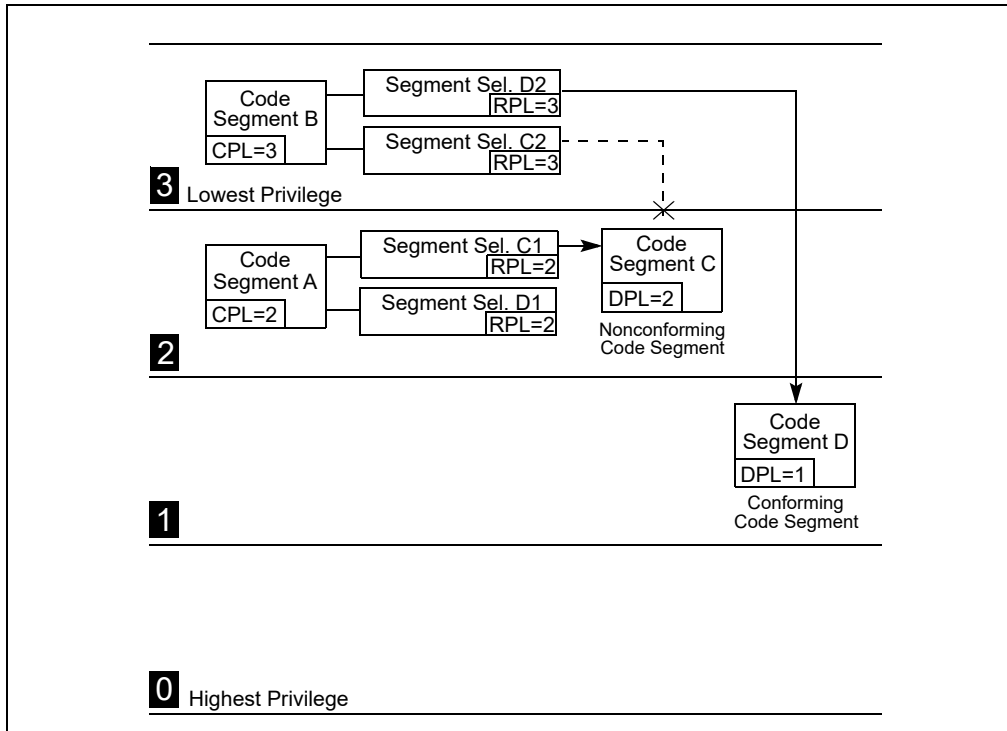 Code
Segment B
CPL=3
Segment Sel. D2
RPL=3
Segment Sel. C2
RPL=3
3 Lowest Privilege
Code
Segment A
CPL=2
Segment Sel. C1
RPL=2
Segment Sel. D1
RPL=2
Code
Segment C
DPL=2
Nonconforming
Code Segment
2
Code
Segment D
DPL=1
Conforming
Code Segment
1
0 Highest Privilege